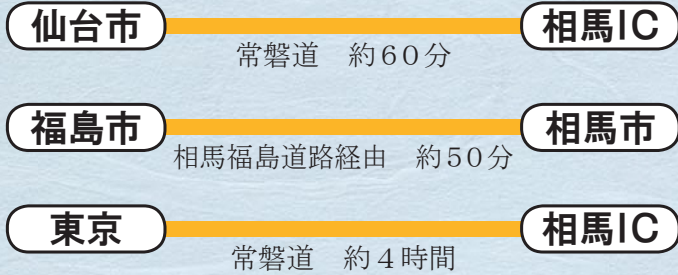 仙台市 相馬IC
常磐道 約60分
福島市 相馬市
相馬福島道路経由 約50分
東京 相馬IC
常磐道 約4時間